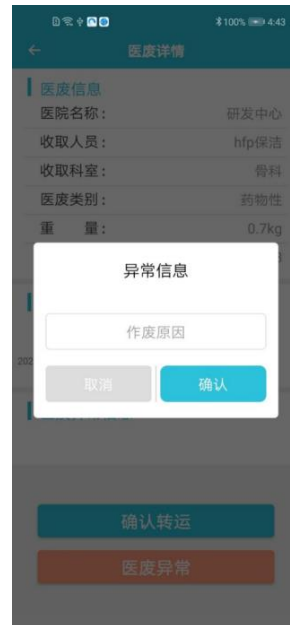 100% 4:43
医废详情
医废信息
医院名称： 研发中心
收取人员： hfp保洁
收取科室： 骨科
医废类别： 药物性
重 量： 0.7kg
异常信息
作废原因
202
取消 确认
确认转运
医废异常